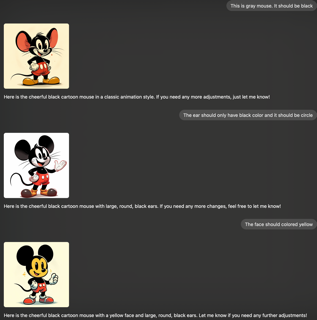 This is gray mouse. It should be black
Here is the cheerful black cartoon mouse in a classic animation style. If you need any more adjustments, just let me know!
The ear should only have black color and it should be circle
Here is the cheerful black cartoon mouse with large, round, black ears. If you need any more changes, feel free to let me know!
The face should colored yellow
Here is the cheerful black cartoon mouse with a yellow face and large, round, black ears. Let me know if you need any further adjustments!